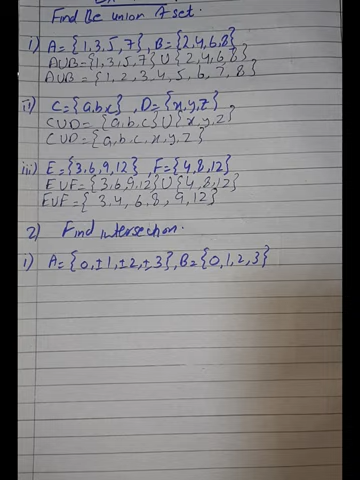 Find the union of set.
i) A = {1,3,5,7}, B = {2,4,6,8}
AUB = {1,3,5,7} U {2,4,6,8}
AUB = {1,2,3,4,5,6,7,8}
ii) C = {a,b,c}, D = {x,y,z}
CUD = {a,b,c} U {x,y,z}
CUD = {a,b,c,x,y,z}
iii) E = {3,6,9,12}, F = {4,8,12}
EUF = {3,6,9,12} U {4,8,12}
EUF = {3,4,6,8,9,12}
2) Find intersection.
i) A = {0,±1,±2,±3}, B = {0,1,2,3}